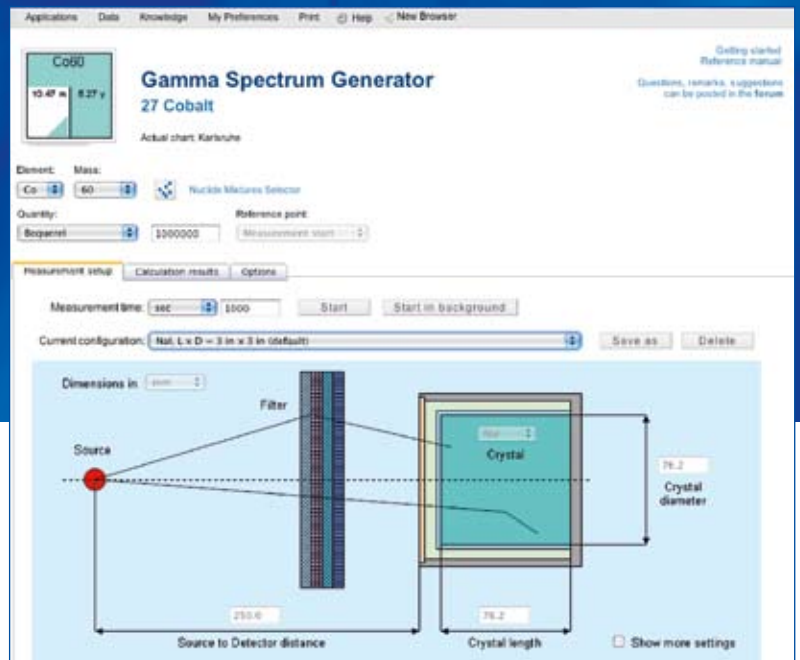 Applications Data Knowledge My Preferences Print Help New Browser
Co60
10.47 m 5.27 y
Gamma Spectrum Generator
27 Cobalt
Actual chart: Karlsruhe
Getting started
Reference manual
Questions, remarks, suggestions
can be posted in the forum
Element: Mass:
Co 60 Nuclide Mixtures Selector
Quantity: Reference point:
Becquerel 1000000 Measurement start
Measurement setup Calculation results Options
Measurement time: sec 1000 Start Start in background
Current configuration: NaI, L x D = 3 in x 3 in (default) Save as Delete
Dimensions in mm
Filter
Source
NaI
Crystal
76.2
Crystal
diameter
250.0 76.2
Source to Detector distance Crystal length Show more settings